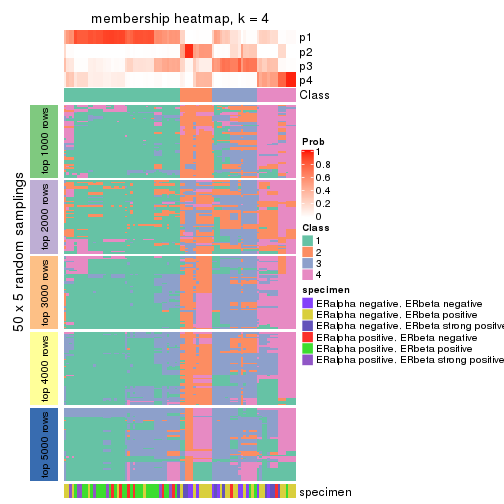 membership heatmap, k = 4
p1
p2
p3
p4
Class
50 x 5 random samplings
top 1000 rows
top 2000 rows
top 3000 rows
top 4000 rows
top 5000 rows
specimen
Prob
1
0.8
0.6
0.4
0.2
0
Class
1
2
3
4
specimen
ERalpha negative. ERbeta negative
ERalpha negative. ERbeta positive
ERalpha negative. ERbeta strong positive
ERalpha positive. ERbeta negative
ERalpha positive. ERbeta positive
ERalpha positive. ERbeta strong positive